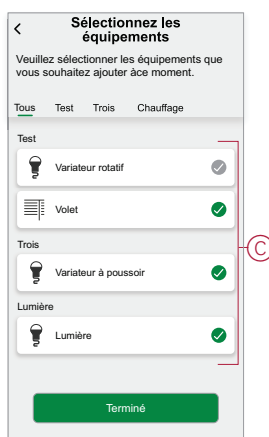 Sélectionnez les
équipements
Veuillez sélectionner les équipements que
vous souhaitez ajouter àce moment.
Tous Test Trois Chauffage
Test
Variateur rotatif
Volet
Trois
Variateur à poussoir
Lumière
Lumière
Terminé
C